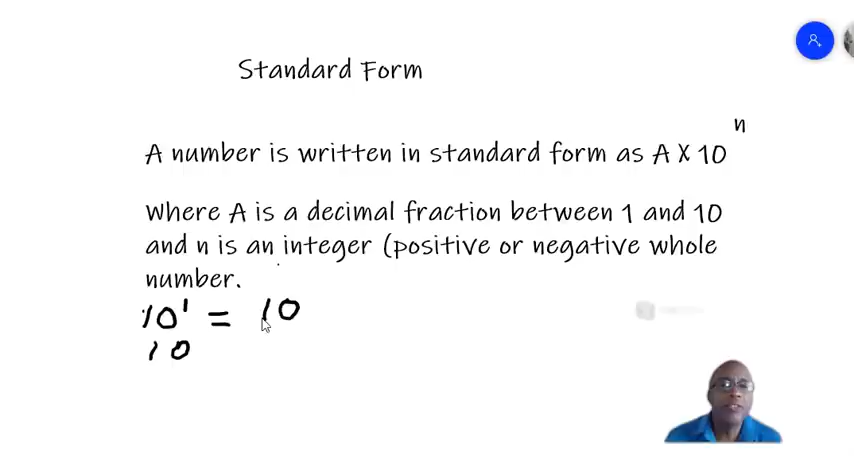 Standard Form
n
A number is written in standard form as A X 10
Where A is a decimal fraction between 1 and 10
and n is an integer (positive or negative whole
number.
10¹ = 10
10